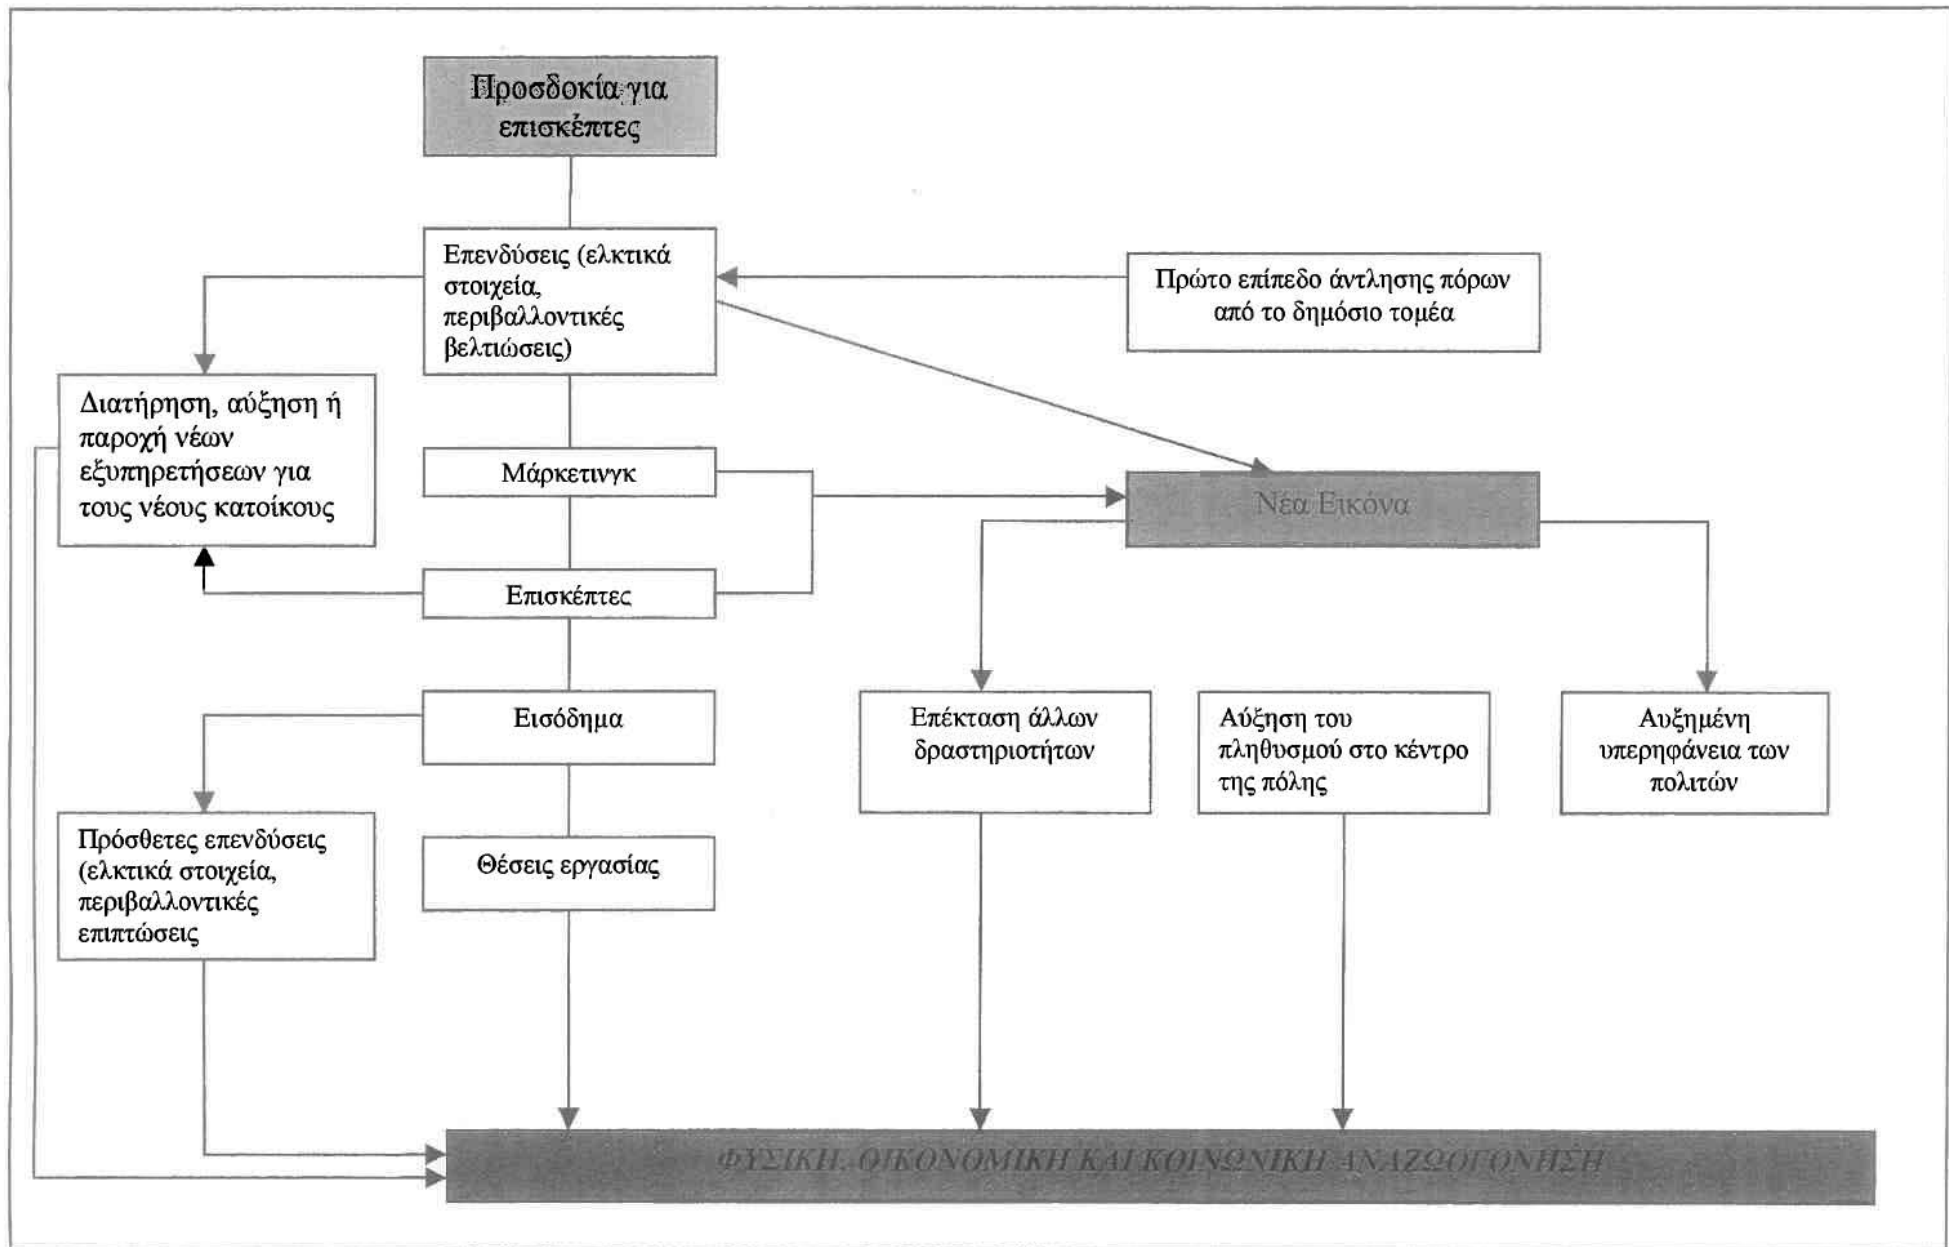 Προσδοκία για
επισκέπτες
Επενδύσεις (ελκτικά
στοιχεία,
περιβαλλοντικές
βελτιώσεις)
Πρώτο επίπεδο άντλησης πόρων
από το δημόσιο τομέα
Διατήρηση, αύξηση ή
παροχή νέων
εξυπηρετήσεων για
τους νέους κατοίκους
Μάρκετινγκ
Νέα Εικόνα
Επισκέπτες
Εισόδημα
Επέκταση άλλων
δραστηριοτήτων
Αύξηση του
πληθυσμού στο κέντρο
της πόλης
Αυξημένη
υπερηφάνεια των
πολιτών
Πρόσθετες επενδύσεις
(ελκτικά στοιχεία,
περιβαλλοντικές
επιπτώσεις
Θέσεις εργασίας
ΦΥΣΙΚΗ, ΟΙΚΟΝΟΜΙΚΗ ΚΑΙ ΚΟΙΝΩΝΙΚΗ ΑΝΑΖΩΟΓΟΝΗΣΗ